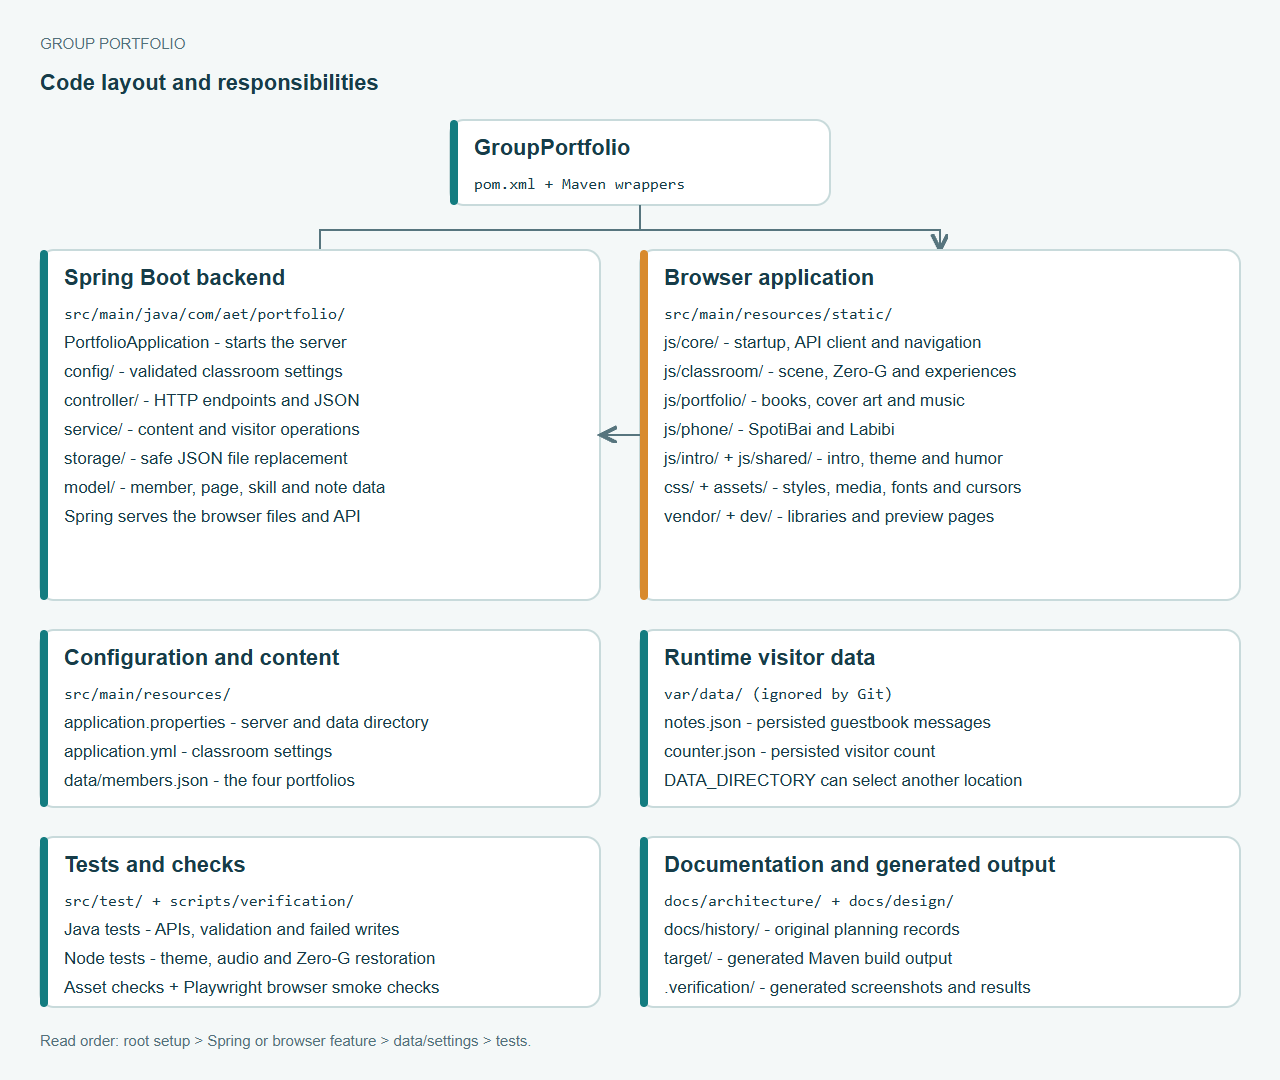 GROUP PORTFOLIO
Code layout and responsibilities
GroupPortfolio
pom.xml + Maven wrappers
Spring Boot backend
src/main/java/com/aet/portfolio/
PortfolioApplication - starts the server
config/ - validated classroom settings
controller/ - HTTP endpoints and JSON
service/ - content and visitor operations
storage/ - safe JSON file replacement
model/ - member, page, skill and note data
Spring serves the browser files and API
Browser application
src/main/resources/static/
js/core/ - startup, API client and navigation
js/classroom/ - scene, Zero-G and experiences
js/portfolio/ - books, cover art and music
js/phone/ - SpotiBai and Labibi
js/intro/ + js/shared/ - intro, theme and humor
css/ + assets/ - styles, media, fonts and cursors
vendor/ + dev/ - libraries and preview pages
Configuration and content
src/main/resources/
application.properties - server and data directory
application.yml - classroom settings
data/members.json - the four portfolios
Runtime visitor data
var/data/ (ignored by Git)
notes.json - persisted guestbook messages
counter.json - persisted visitor count
DATA_DIRECTORY can select another location
Tests and checks
src/test/ + scripts/verification/
Java tests - APIs, validation and failed writes
Node tests - theme, audio and Zero-G restoration
Asset checks + Playwright browser smoke checks
Documentation and generated output
docs/architecture/ + docs/design/
docs/history/ - original planning records
target/ - generated Maven build output
.verification/ - generated screenshots and results
Read order: root setup > Spring or browser feature > data/settings > tests.